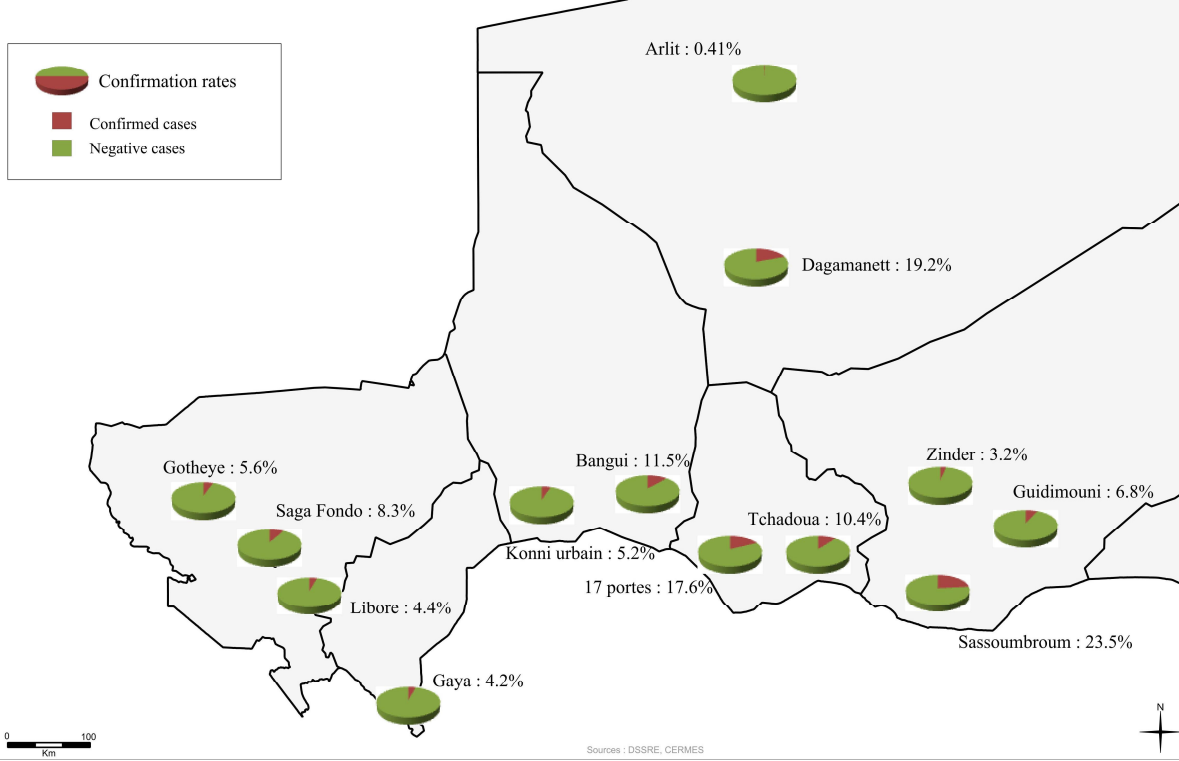 Arlit : 0.41%
Confirmation rates
Confirmed cases
Negative cases
Dagamanett : 19.2%
Zinder : 3.2%
Bangui : 11.5%
Gotheye : 5.6%
Guidimouni : 6.8%
Saga Fondo : 8.3%
Tchadoua : 10.4%
Konni urbain : 5.2%
17 portes : 17.6%
Libore : 4.4%
Sassoumbroum : 23.5%
Gaya : 4.2%
N
0 100
Km
Sources : DSSRE, CERMES